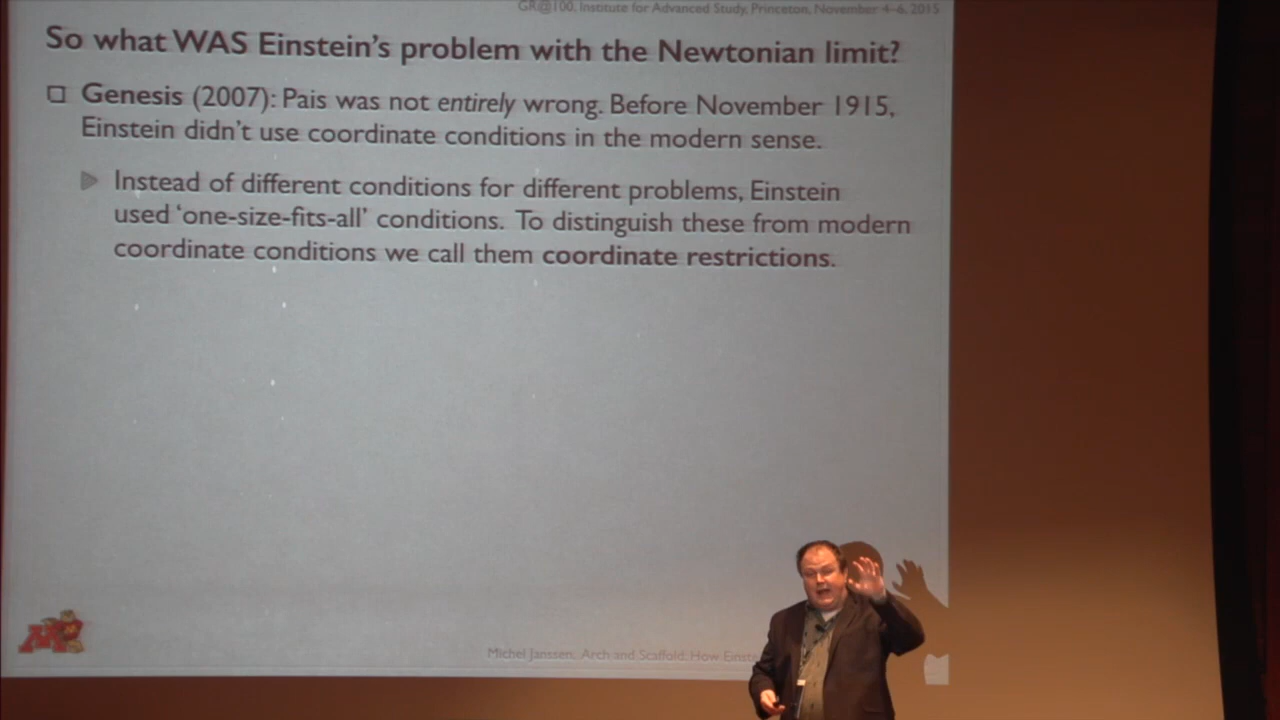 GR@100, Institute for Advanced Study, Princeton, November 4-6, 2015
So what WAS Einstein's problem with the Newtonian limit?
Genesis (2007): Pais was not entirely wrong. Before November 1915,
Einstein didn't use coordinate conditions in the modern sense.
Instead of different conditions for different problems, Einstein
used 'one-size-fits-all' conditions. To distinguish these from modern
coordinate conditions we call them coordinate restrictions.
Michel Janssen, Arch and Scaffold: How Einste